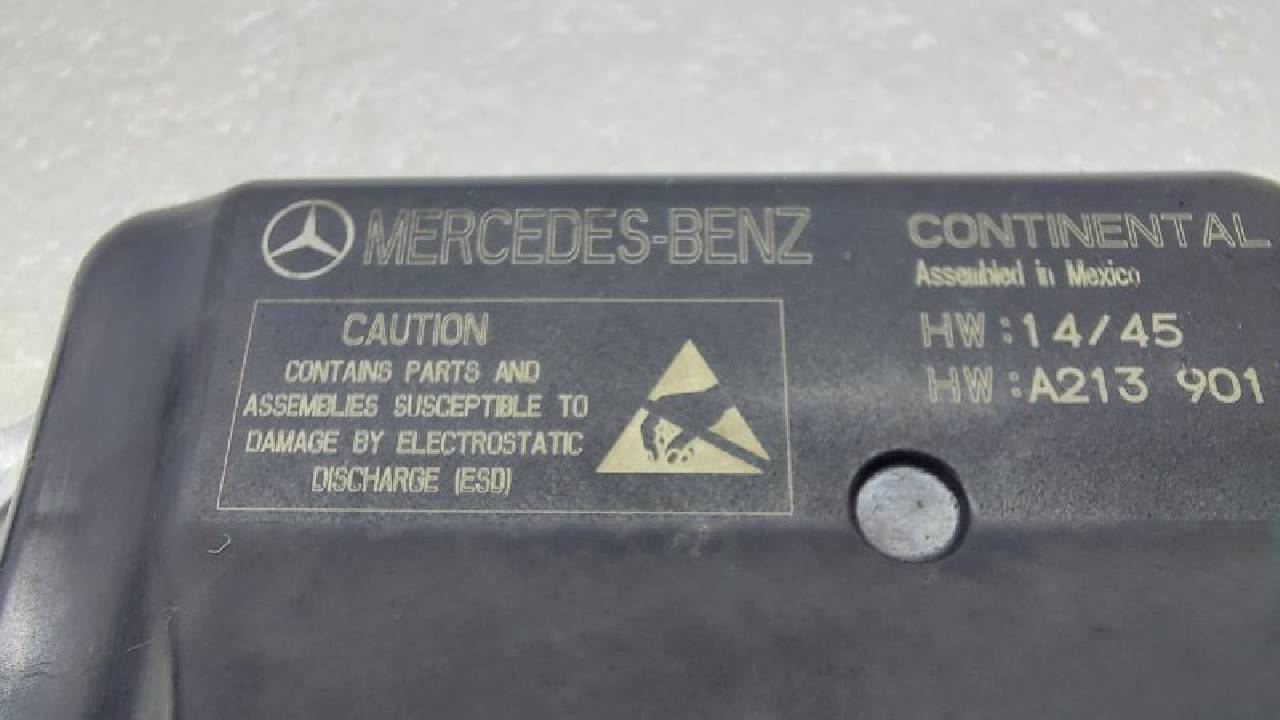 MERCEDES-BENZ
CAUTION
CONTAINS PARTS AND
ASSEMBLIES SUSCEPTIBLE TO
DAMAGE BY ELECTROSTATIC
DISCHARGE (ESD)
CONTINENTAL
Assembled in Mexico
HW:14/45
HW:A213 901